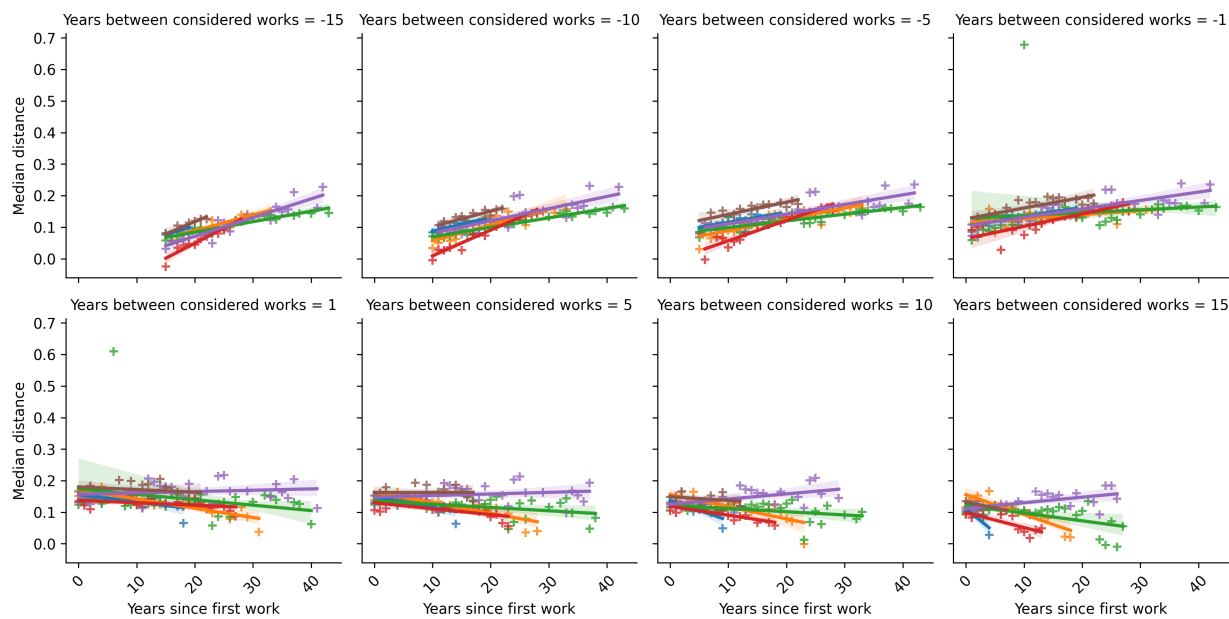 Years between considered works = -15
Years between considered works = -10
Years between considered works = -5
Years between considered works = -1
Median distance
0.7
0.6
0.5
0.4
0.3
0.2
0.1
0.0
Years between considered works = 1
Years between considered works = 5
Years between considered works = 10
Years between considered works = 15
Median distance
0.7
0.6
0.5
0.4
0.3
0.2
0.1
0.0
0 10 20 30 40
0 10 20 30 40
0 10 20 30 40
0 10 20 30 40
Years since first work
Years since first work
Years since first work
Years since first work